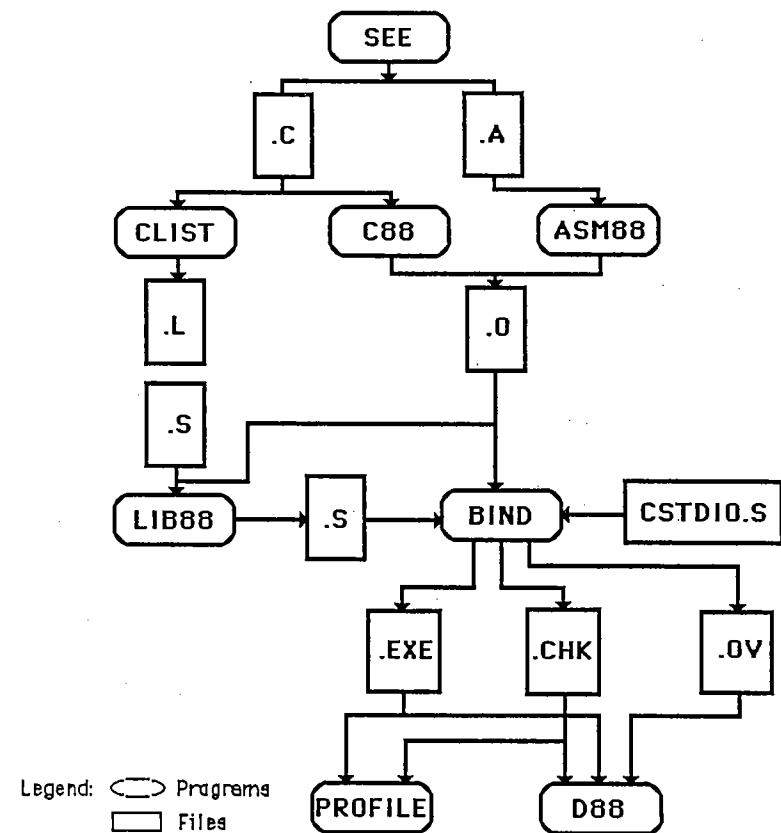 SEE
.C
.A
CLIST
C88
ASM88
.L
.O
.S
LIB88
.S
BIND
CSTDIO.S
.EXE
.CHK
.OV
Legend:
Programs
Files
PROFILE
D88